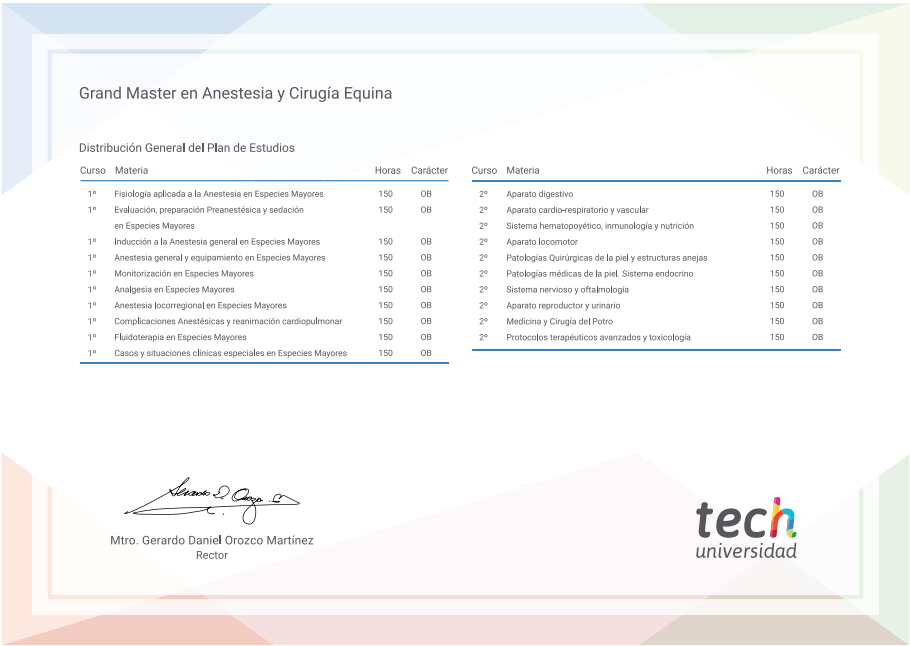 Grand Master en Anestesia y Cirugía Equina
Distribución General del Plan de Estudios
Curso Materia Horas Carácter
1º Fisiología aplicada a la Anestesia en Especies Mayores 150 OB
1º Evaluación, preparación Preanestésica y sedación 150 OB
en Especies Mayores
1º Inducción a la Anestesia general en Especies Mayores 150 OB
1º Anestesia general y equipamiento en Especies Mayores 150 OB
1º Monitorización en Especies Mayores 150 OB
1º Analgesia en Especies Mayores 150 OB
1º Anestesia locorregional en Especies Mayores 150 OB
1º Complicaciones Anestésicas y reanimación cardiopulmonar 150 OB
1º Fluidoterapia en Especies Mayores 150 OB
1º Casos y situaciones clínicas especiales en Especies Mayores 150 OB
Curso Materia Horas Carácter
2º Aparato digestivo 150 OB
2º Aparato cardio-respiratorio y vascular 150 OB
2º Sistema hematopoyético, inmunología y nutrición 150 OB
2º Aparato locomotor 150 OB
2º Patologías Quirúrgicas de la piel y estructuras anejas 150 OB
2º Patologías médicas de la piel. Sistema endocrino 150 OB
2º Sistema nervioso y oftalmología 150 OB
2º Aparato reproductor y urinario 150 OB
2º Medicina y Cirugía del Potro 150 OB
2º Protocolos terapéuticos avanzados y toxicología 150 OB
Mtro. Gerardo Daniel Orozco Martínez
Rector
tech
universidad